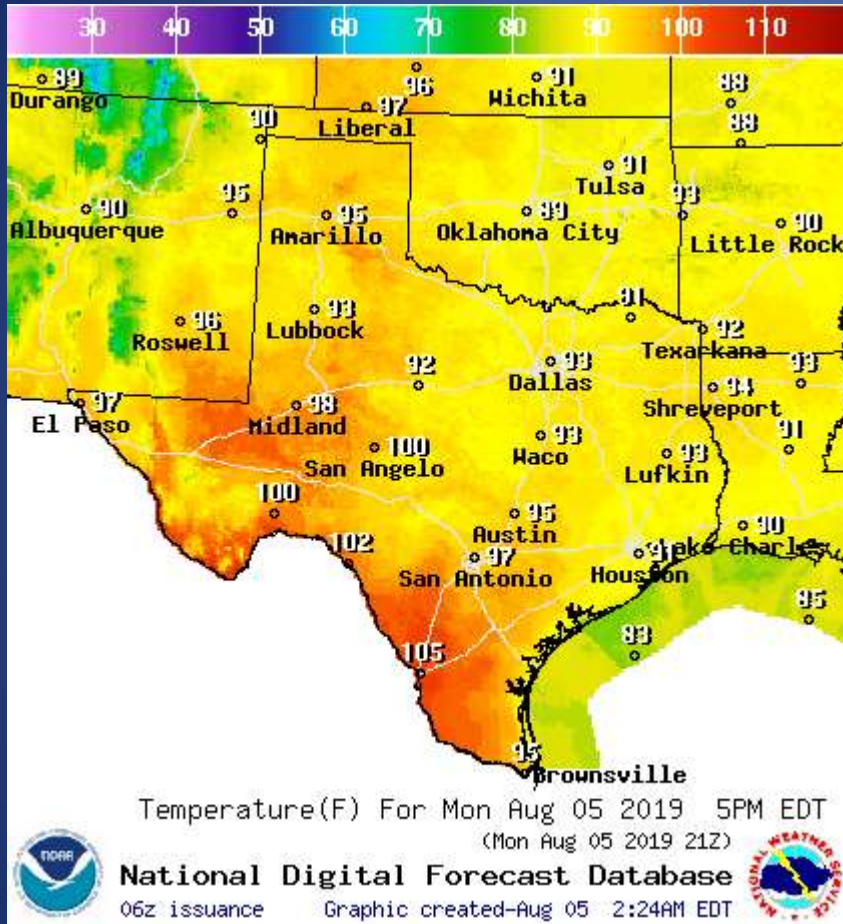 30 40 50 60 70 80 90 100 110
89
Durango
96
91
Wichita
97
Liberal
88
90
88
91
Tulsa
90
Albuquerque
95
95
Amarillo
89
Oklahoma City
93
90
Little Rock
96
Roswell
93
Lubbock
91
92
Texarkana
92
93
Dallas
94
Shreveport
93
97
El Paso
98
Midland
100
San Angelo
93
Waco
93
Lufkin
91
100
95
Austin
90
Lake Charles
102
97
San Antonio
91
Houston
83
85
105
95
Brownsville
Temperature(F) For Mon Aug 05 2019 5PM EDT
(Mon Aug 05 2019 21Z)
NOAA
National Digital Forecast Database
06z issuance Graphic created-Aug 05 2:24AM EDT
NATIONAL WEATHER SERVICE